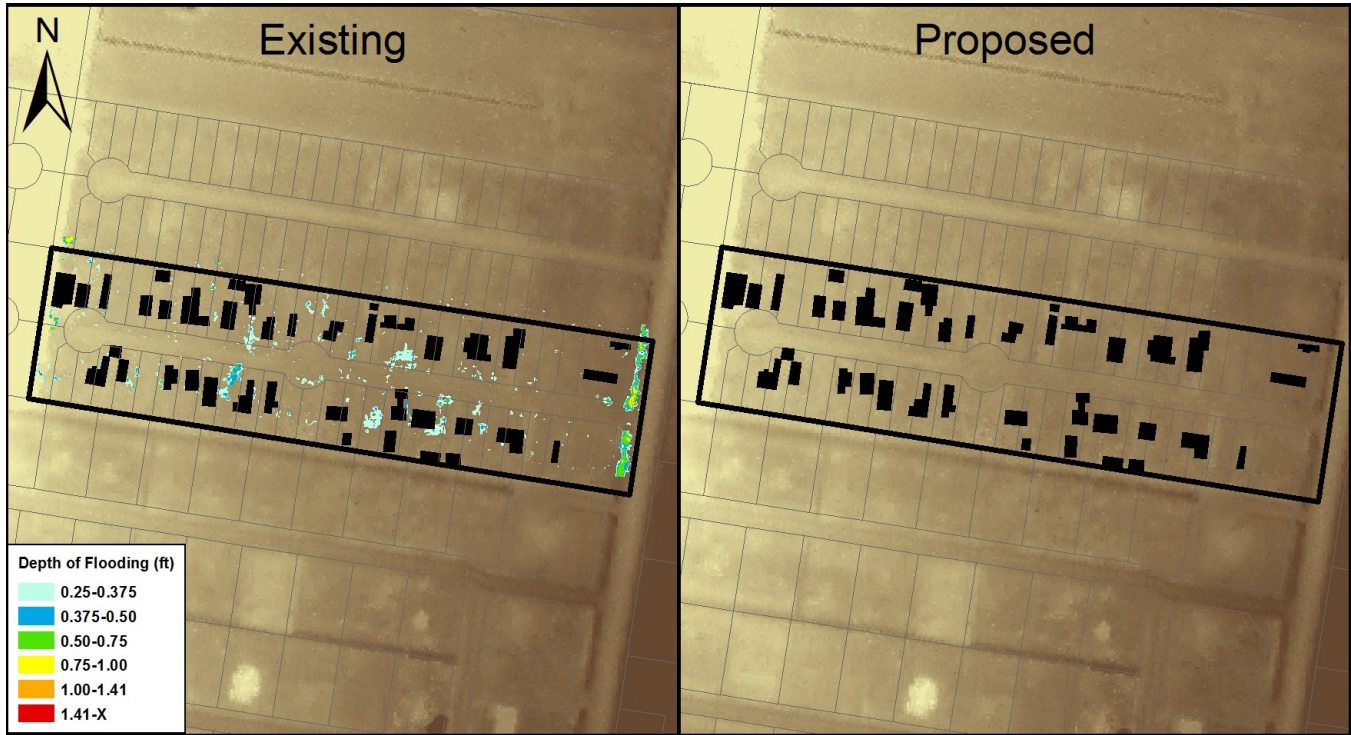 N
Existing
Proposed
Depth of Flooding (ft)
0.25-0.375
0.375-0.50
0.50-0.75
0.75-1.00
1.00-1.41
1.41-X